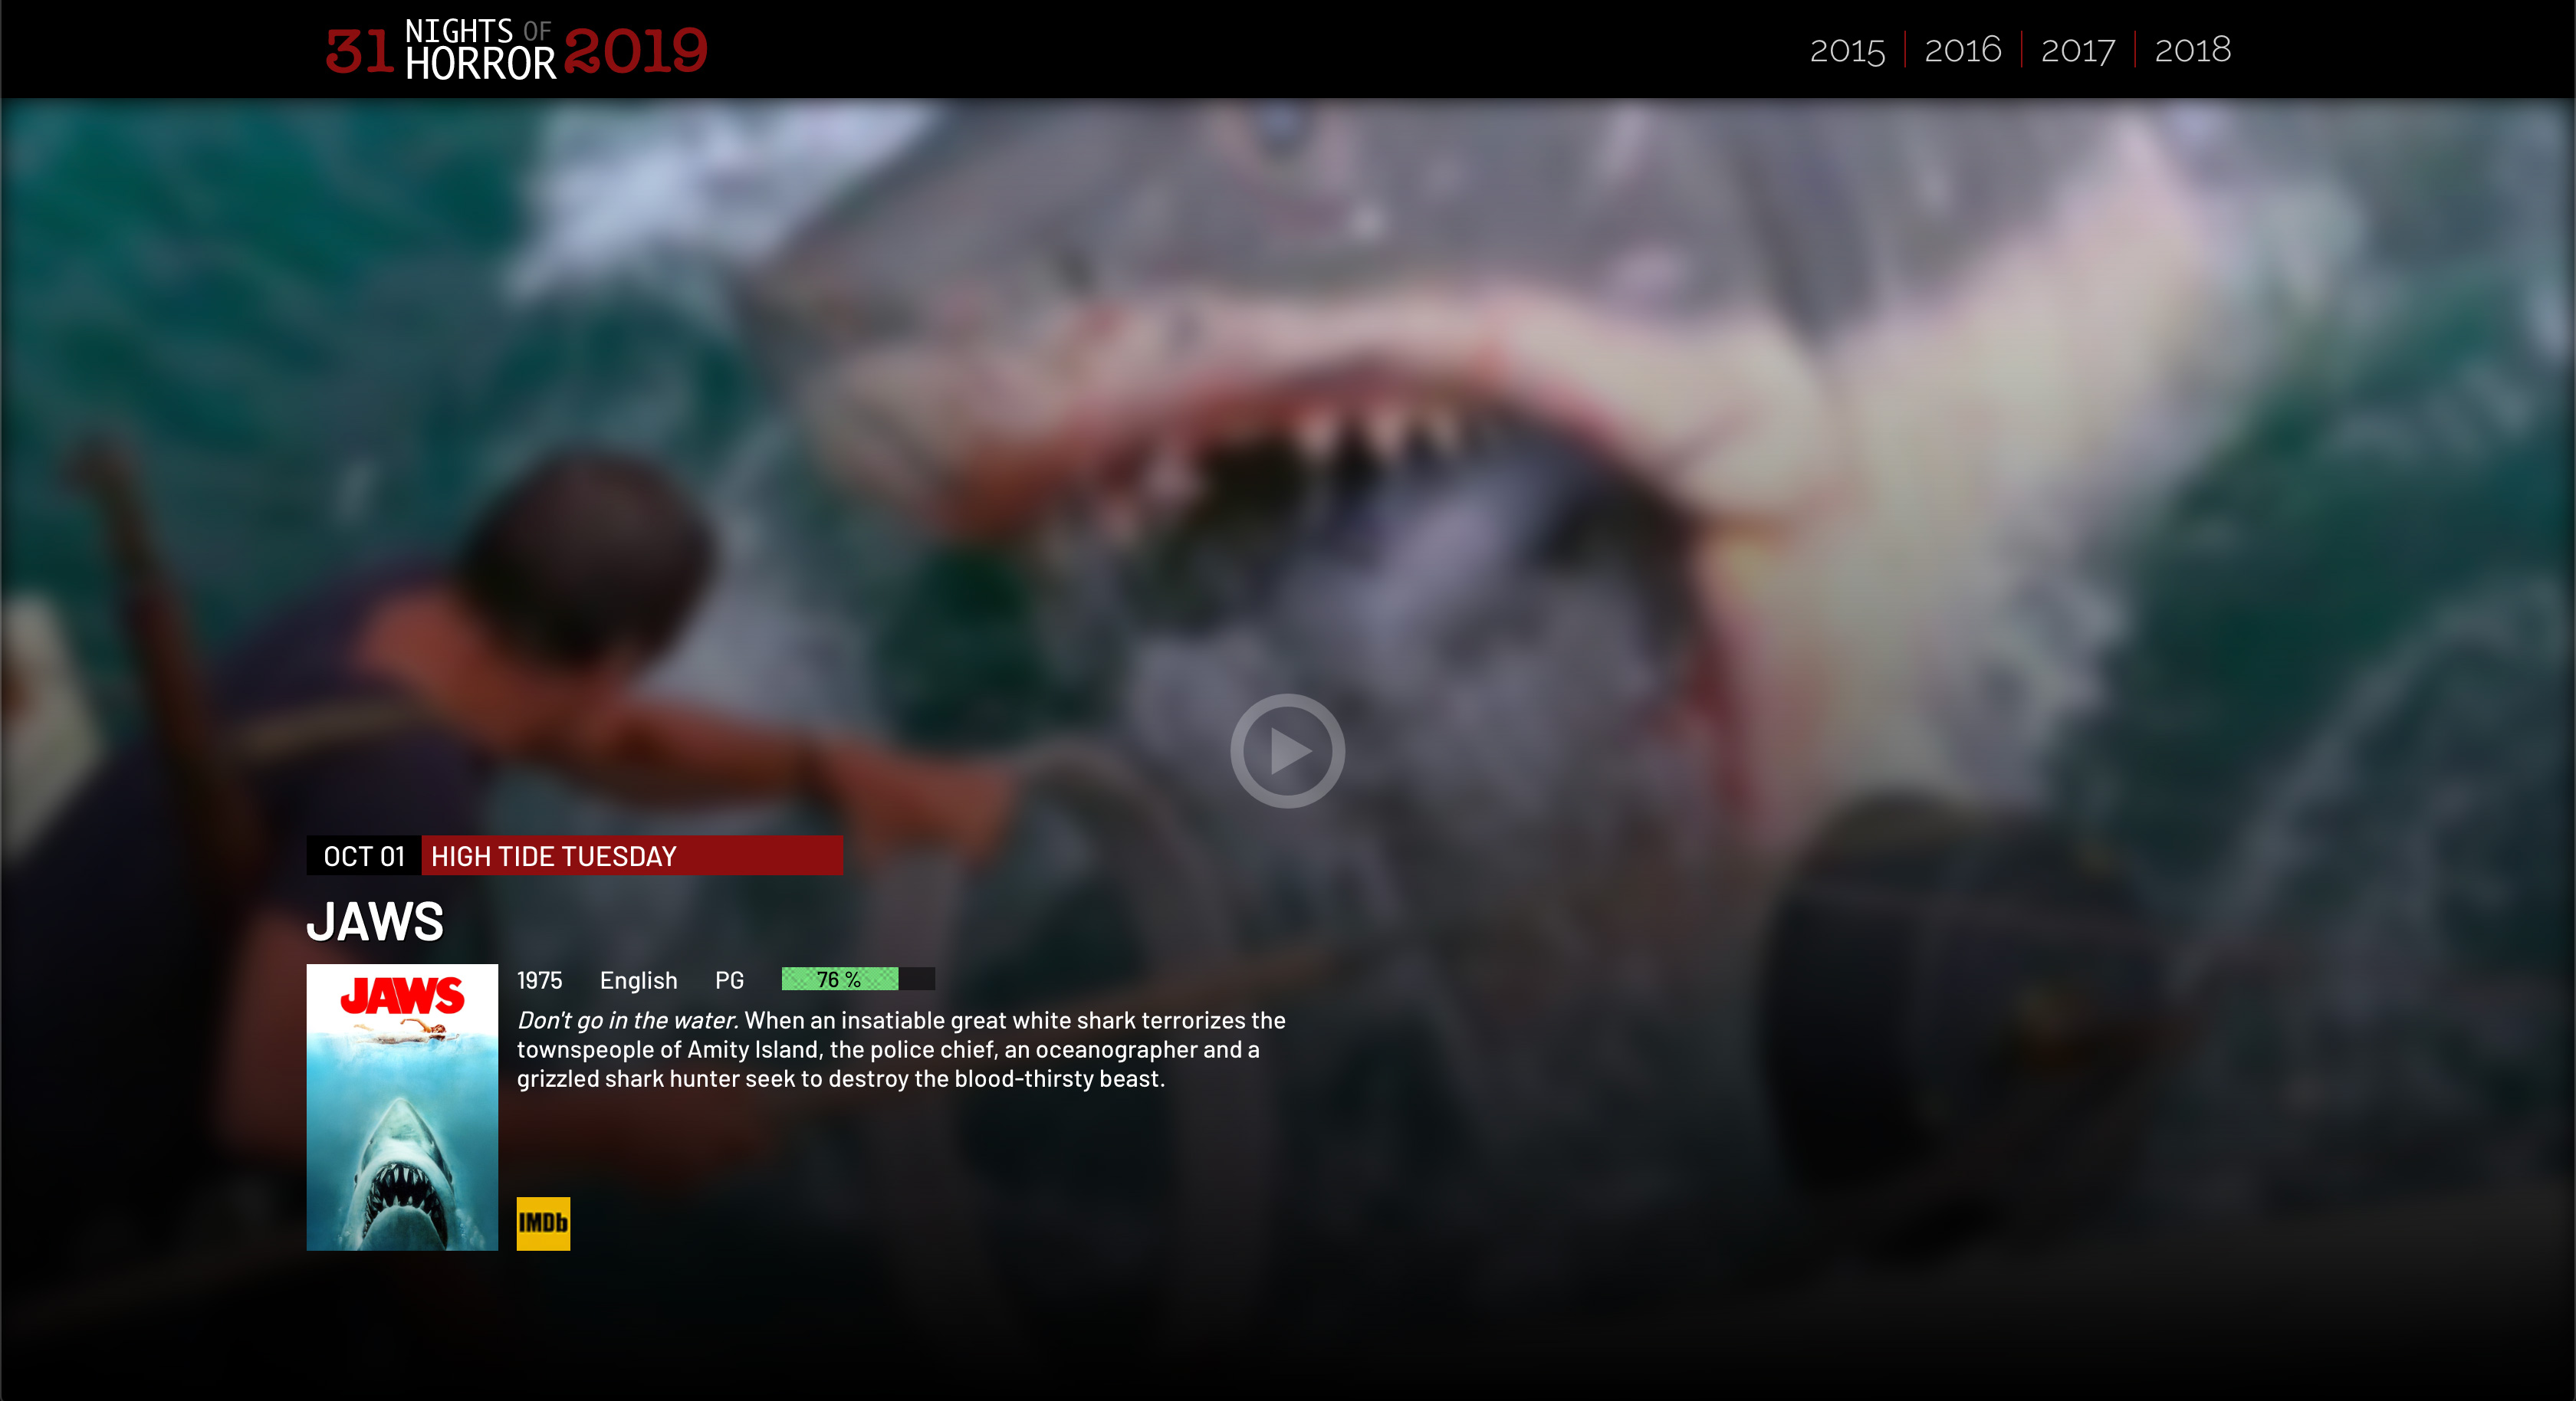 31 NIGHTS OF HORROR 2019
2015 2016 2017 2018
OCT 01 HIGH TIDE TUESDAY
JAWS
JAWS
1975 English PG 76 %
Don't go in the water. When an insatiable great white shark terrorizes the
townspeople of Amity Island, the police chief, an oceanographer and a
grizzled shark hunter seek to destroy the blood-thirsty beast.
IMDb